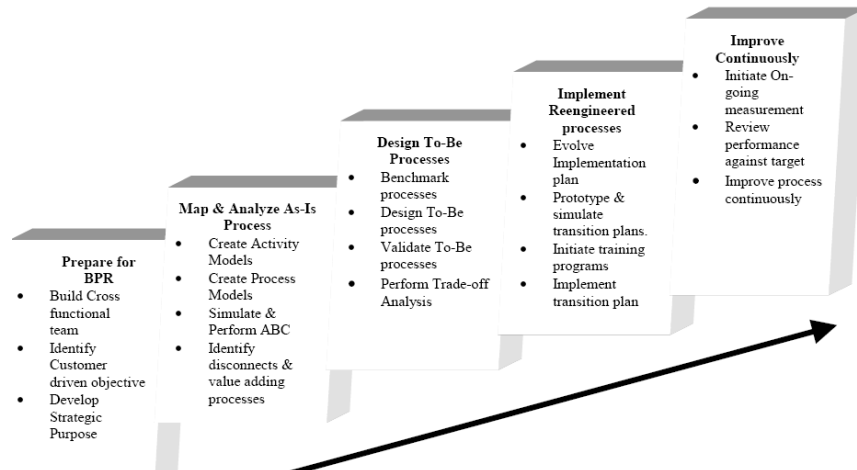 Prepare for
BPR
• Build Cross
functional
team
• Identify
Customer
driven objective
• Develop
Strategic
Purpose
Map & Analyze As-Is
Process
• Create Activity
Models
• Create Process
Models
• Simulate &
Perform ABC
• Identify
disconnects &
value adding
processes
Design To-Be
Processes
• Benchmark
processes
• Design To-Be
processes
• Validate To-Be
processes
• Perform Trade-off
Analysis
Implement
Reengineered
processes
• Evolve
Implementation
plan
• Prototype &
simulate
transition plans.
• Initiate training
programs
• Implement
transition plan
Improve
Continuously
• Initiate On-
going
measurement
• Review
performance
against target
• Improve process
continuously